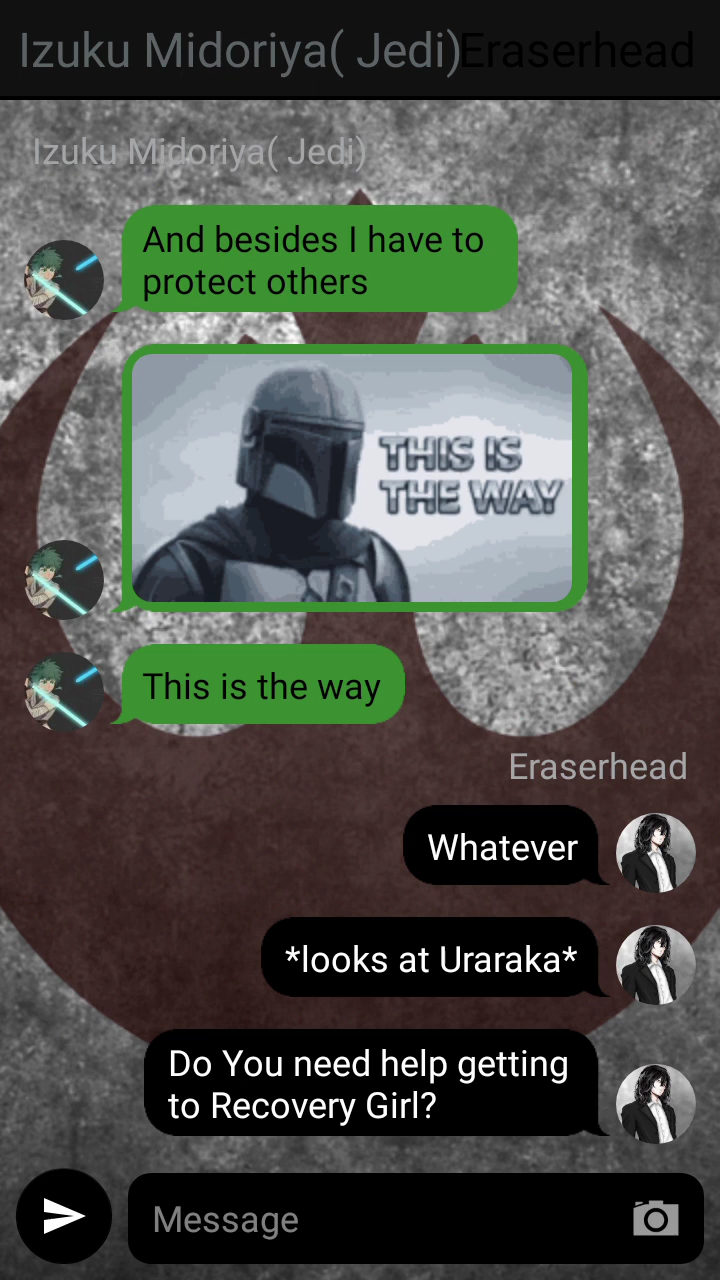 Izuku Midoriya( Jedi)Eraserhead
Izuku Midoriya( Jedi)
And besides I have to
protect others
THIS IS
THE WAY
This is the way
Eraserhead
Whatever
*looks at Uraraka*
Do You need help getting
to Recovery Girl?
Message